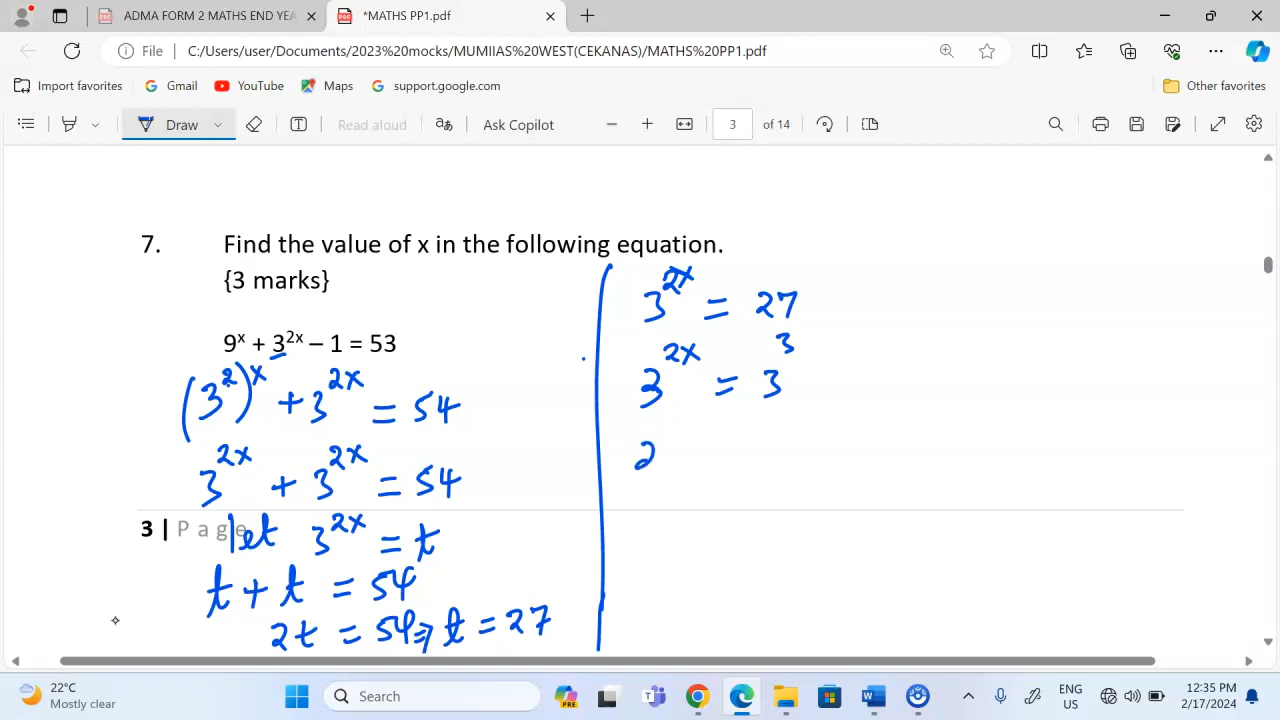 ADMA FORM 2 MATHS END YEA
*MATHS PP1.pdf
File
C:/Users/user/Documents/2023%20mocks/MUMIIAS%20WEST(CEKANAS)/MATHS%20PP1.pdf
Import favorites
Gmail
YouTube
Maps
support.google.com
Other favorites
Draw
Read aloud
Ask Copilot
3 of 14
7. Find the value of x in the following equation.
{3 marks}
9ˣ + 3²ˣ – 1 = 53
(3²)ˣ + 3²ˣ = 54
3²ˣ + 3²ˣ = 54
3 | Page
let 3²ˣ = t
t + t = 54
2t = 54 ⇒ t = 27
3²ˣ = 27
3²ˣ = 3³
2
22°C
Mostly clear
Search
PRE
ENG
US
12:35 PM
2/17/2024